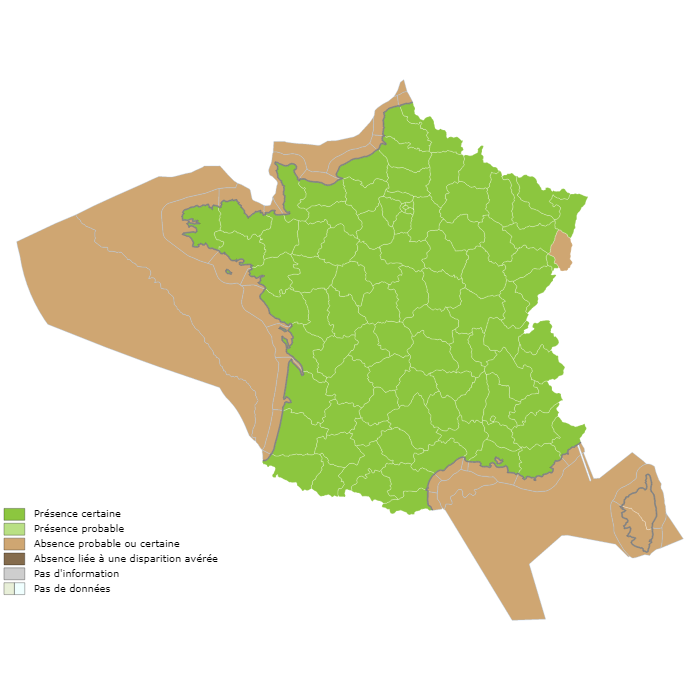 Présence certaine
Présence probable
Absence probable ou certaine
Absence liée à une disparition avérée
Pas d'information
Pas de données